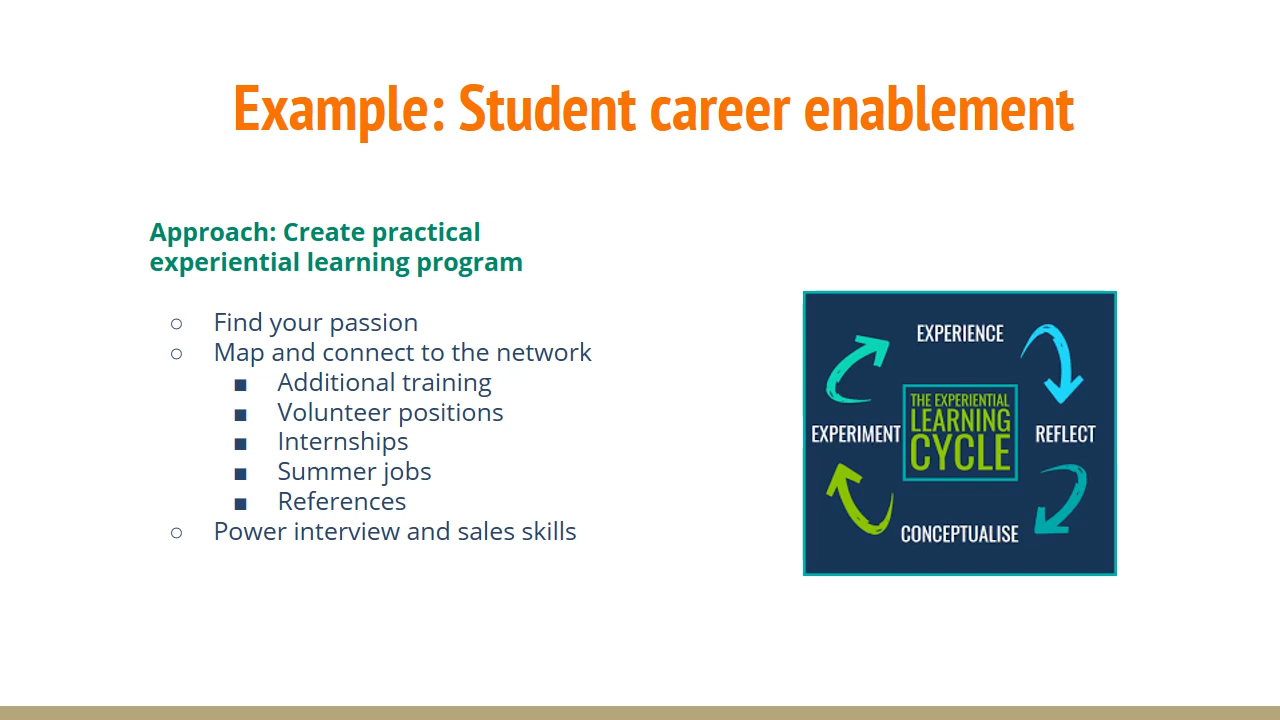 Example: Student career enablement
Approach: Create practical
experiential learning program
○ Find your passion
○ Map and connect to the network
■ Additional training
■ Volunteer positions
■ Internships
■ Summer jobs
■ References
○ Power interview and sales skills
EXPERIENCE
THE EXPERIENTIAL
LEARNING
CYCLE
EXPERIMENT
REFLECT
CONCEPTUALISE